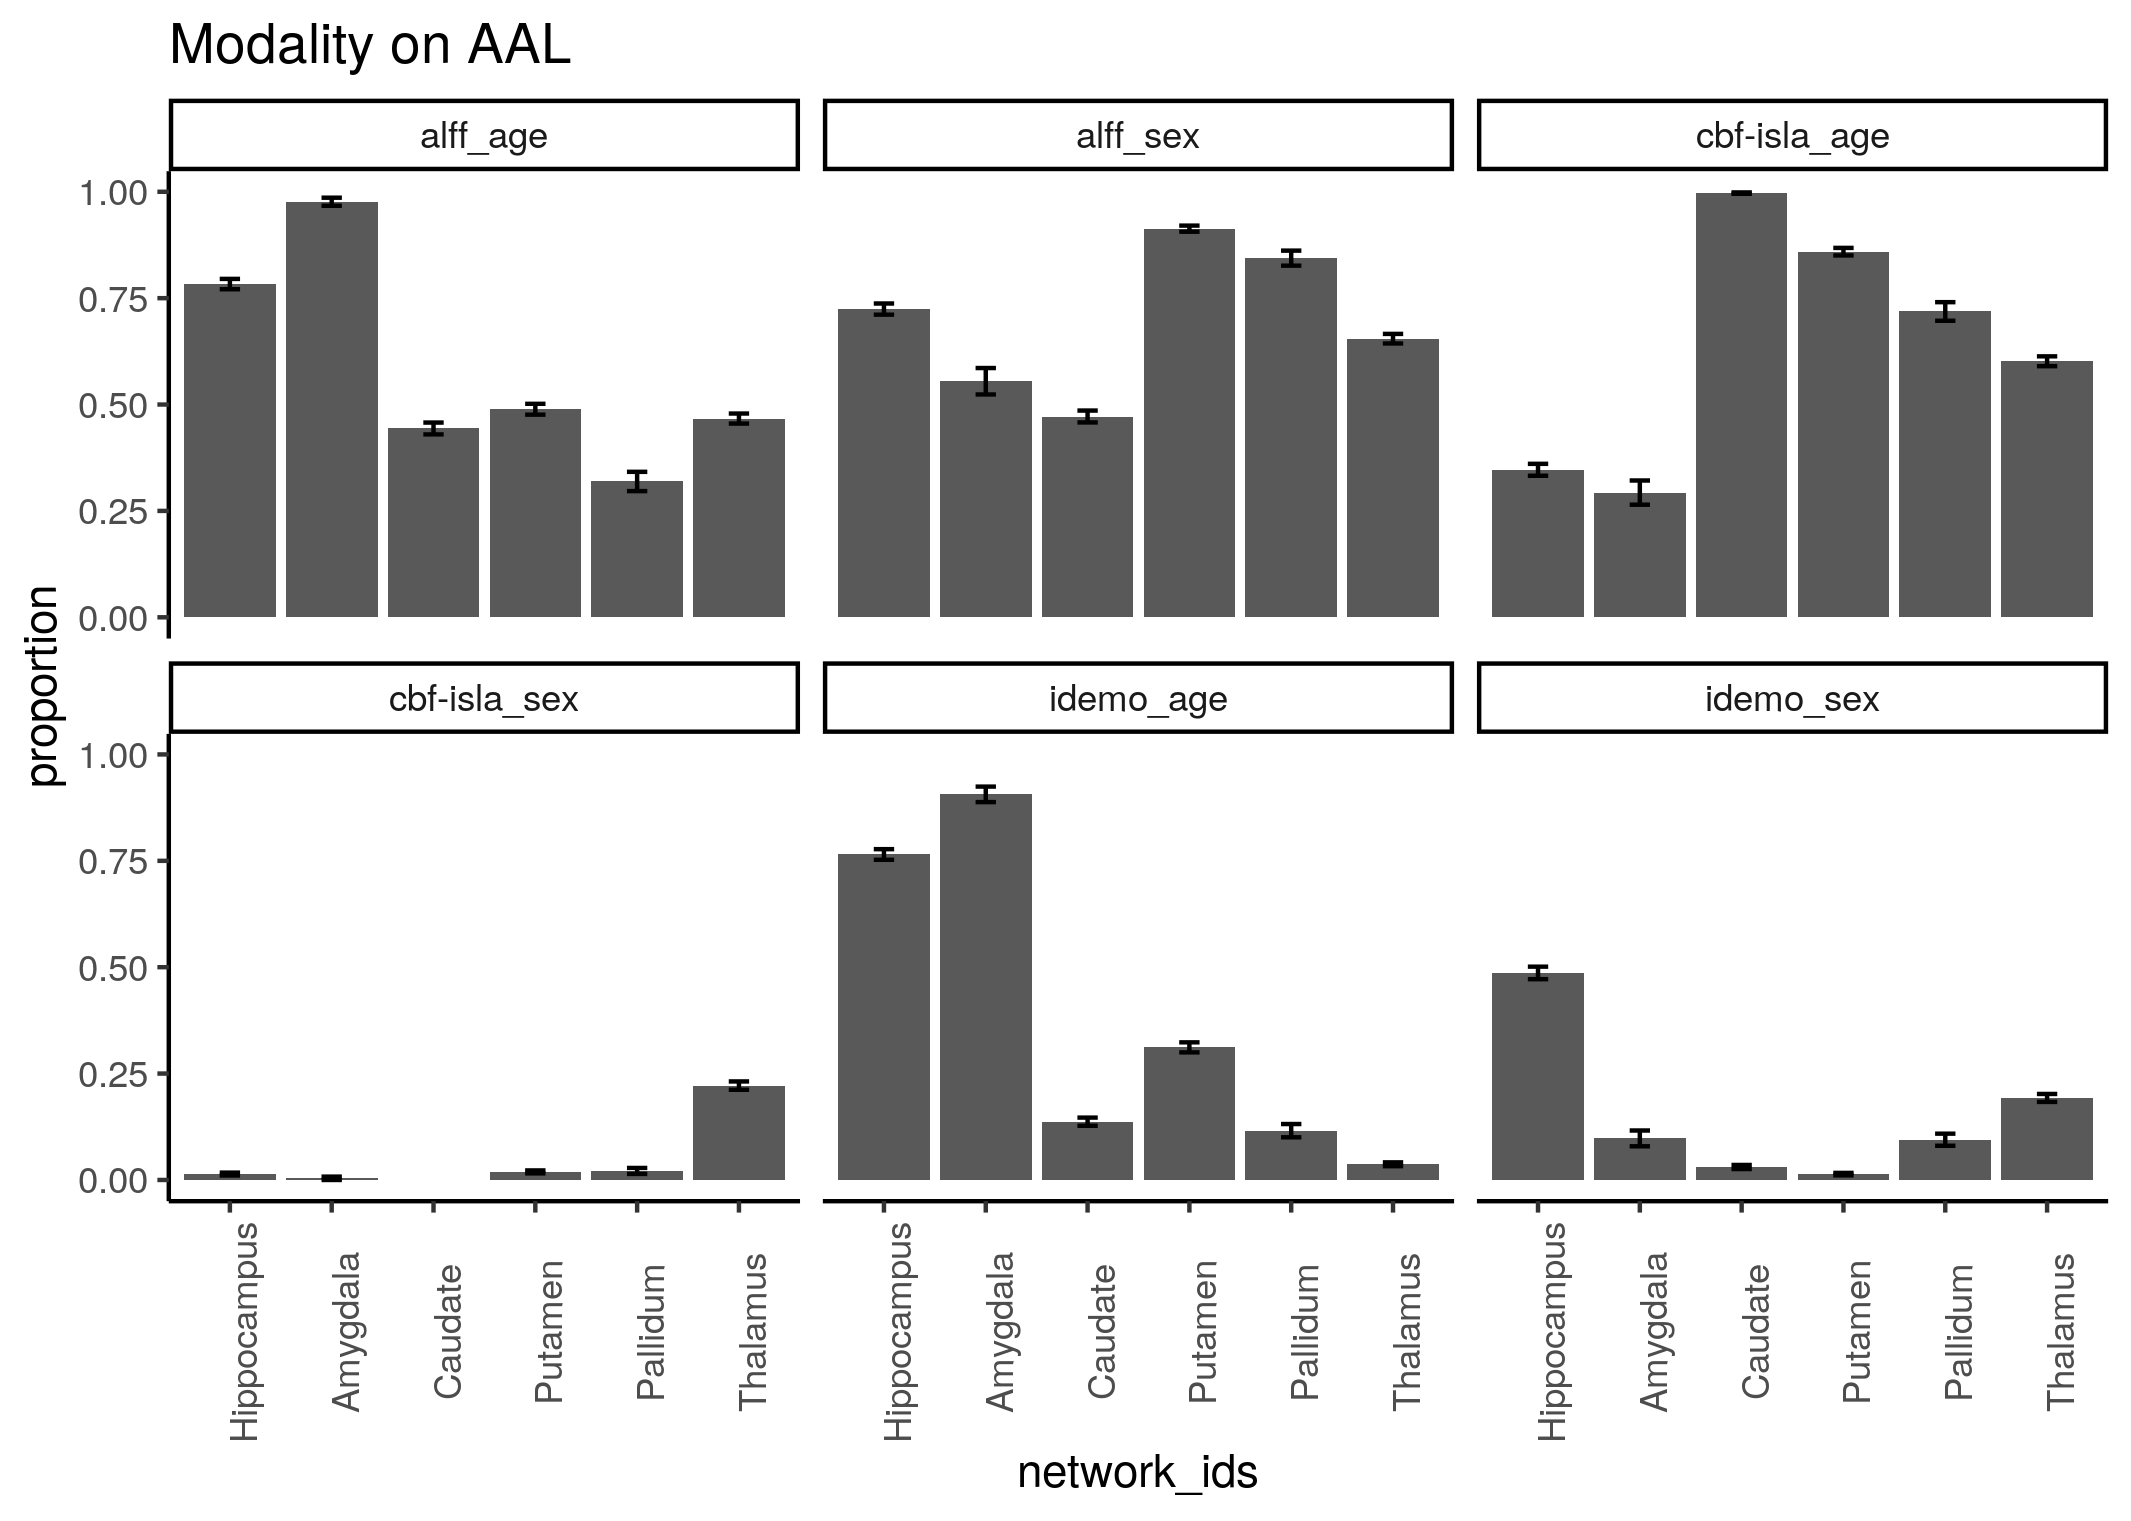 Modality on AAL
alff_age
alff_sex
cbf-isla_age
1.00
0.75
0.50
0.25
0.00
proportion
cbf-isla_sex
idemo_age
idemo_sex
1.00
0.75
0.50
0.25
0.00
Hippocampus
Amygdala
Caudate
Putamen
Pallidum
Thalamus
Hippocampus
Amygdala
Caudate
Putamen
Pallidum
Thalamus
Hippocampus
Amygdala
Caudate
Putamen
Pallidum
Thalamus
network_ids